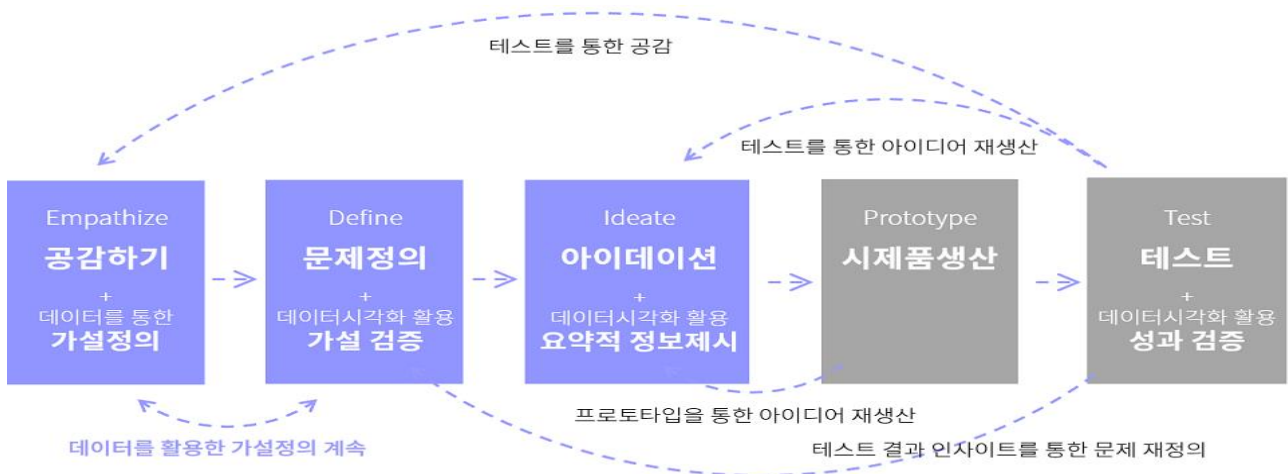 테스트를 통한 공감
테스트를 통한 아이디어 재생산
Empathize
공감하기
+
데이터를 통한
가설정의
Define
문제정의
+
데이터시각화 활용
가설 검증
Ideate
아이데이션
+
데이터시각화 활용
요약적 정보제시
Prototype
시제품생산
Test
테스트
+
데이터시각화 활용
성과 검증
프로토타입을 통한 아이디어 재생산
데이터를 활용한 가설정의 계속
테스트 결과 인사이트를 통한 문제 재정의